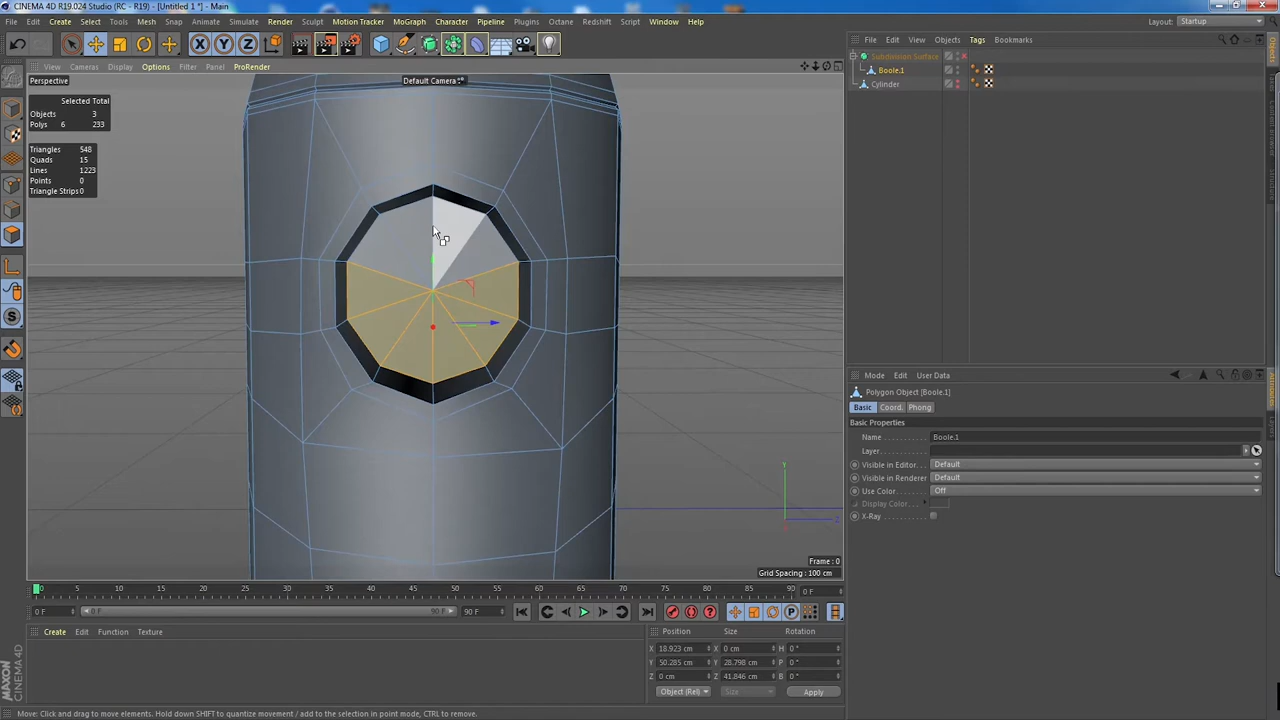 CINEMA 4D R19.024 Studio (RC - R19) - [Untitled 1 *] - Main
File Edit Create Select Tools Mesh Snap Animate Simulate Render Sculpt Motion Tracker MoGraph Character Pipeline Plugins Octane Redshift Script Window Help
Layout: Startup
X Y Z
File Edit View Objects Tags Bookmarks
View Cameras Display Options Filter Panel ProRender
Perspective
Default Camera
Subdivision Surface
Boole.1
Cylinder
Selected Total
Objects 3
Polys 6 233
Triangles 548
Quads 15
Lines 1223
Points 0
Triangle Strips 0
Objects
Structure
Mode Edit User Data
Polygon Object [Boole.1]
Basic Coord. Phong
Basic Properties
Name Boole.1
Layer
Visible in Editor Default
Visible in Renderer Default
Use Color Off
Display Color
X-Ray
Attributes
Layers
Y
Z
Frame : 0
Grid Spacing : 100 cm
0 5 10 15 20 25 30 35 40 45 50 55 60 65 70 75 80 85 90
0 F
0 F 0 F 90 F 90 F
Create Edit Function Texture
Position Size Rotation
X 18.923 cm X 0 cm H 0 °
Y 50.285 cm Y 28.798 cm P 0 °
Z 0 cm Z 41.846 cm B 0 °
Object (Rel) Size Apply
MAXON
CINEMA 4D
Move: Click and drag to move elements. Hold down SHIFT to quantize movement / add to the selection in point mode, CTRL to remove.